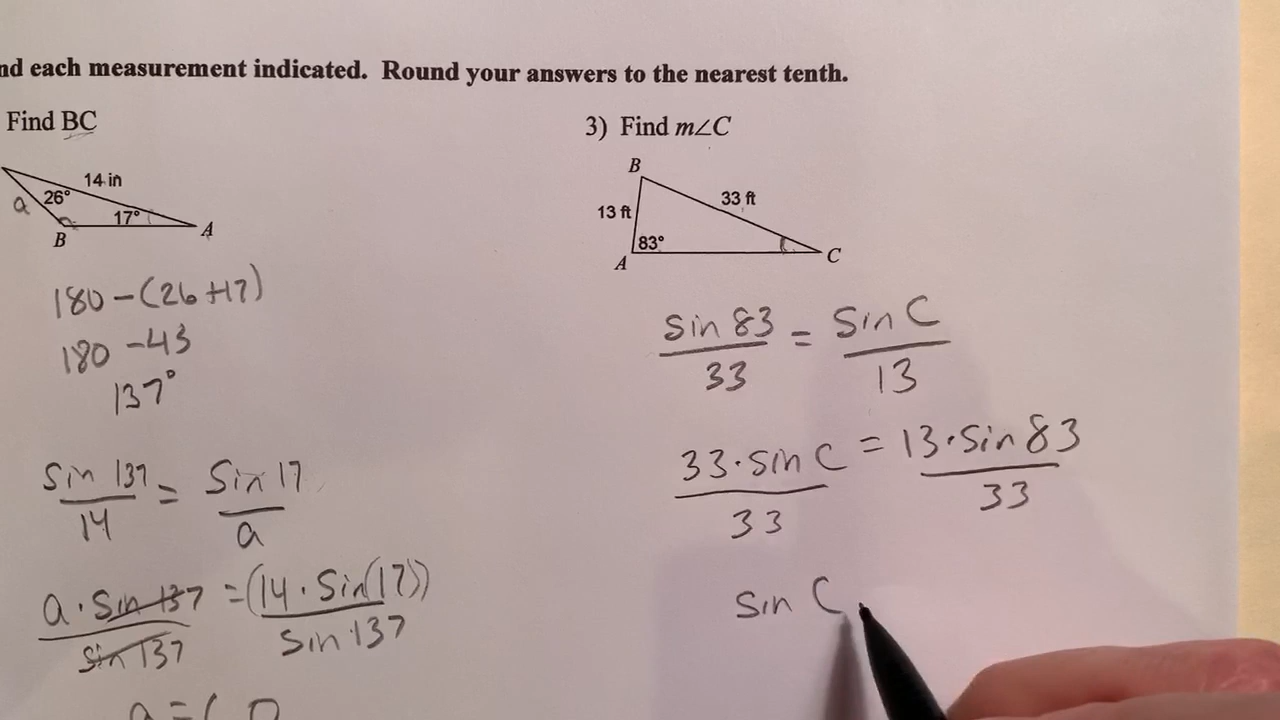 nd each measurement indicated. Round your answers to the nearest tenth.
Find BC
14 in
26°
17°
a
B
A
180-(26+17)
180-43
137°
sin 137 = sin 17
14 a
a · sin 137 = (14 · sin(17))
sin 137 sin 137
3) Find m∠C
B
13 ft
33 ft
83°
A
C
sin 83 = sin C
33 13
33 · sin C = 13 · sin 83
33 33
sin C